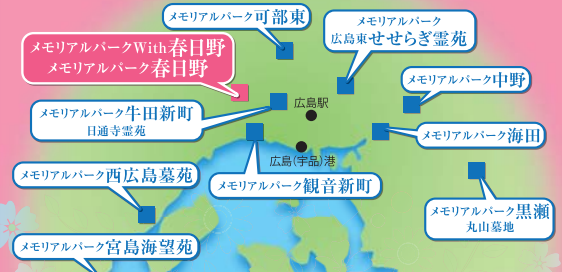 メモリアルパーク可部東
メモリアルパーク
広島東せせらぎ霊苑
メモリアルパークWith春日野
メモリアルパーク春日野
メモリアルパーク中野
メモリアルパーク牛田新町
日通寺霊苑
広島駅
メモリアルパーク海田
広島(宇品)港
メモリアルパーク西広島墓苑
メモリアルパーク観音新町
メモリアルパーク黒瀬
丸山墓地
メモリアルパーク宮島海望苑